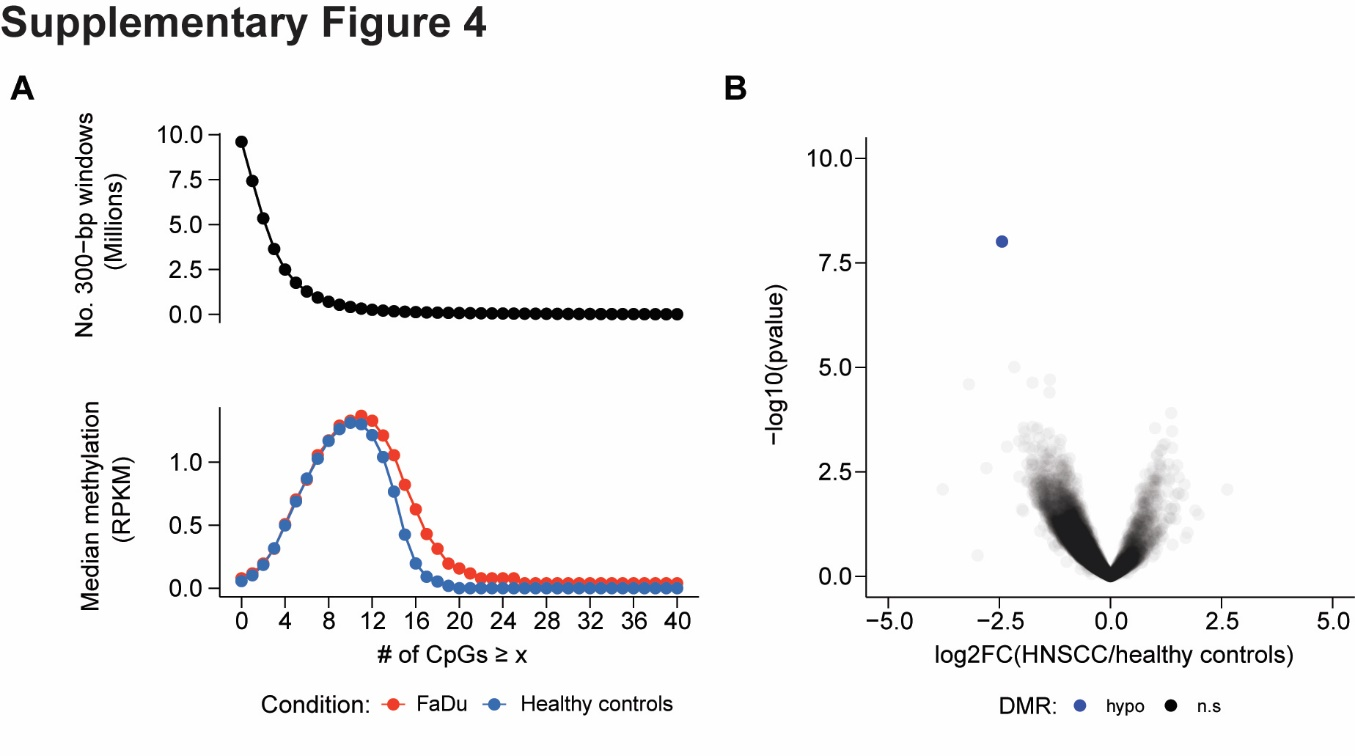 Supplementary Figure 4
A
No. 300−bp windows
(Millions)
10.0
7.5
5.0
2.5
0.0
Median methylation
(RPKM)
1.0
0.5
0.0
0 4 8 12 16 20 24 28 32 36 40
# of CpGs ≥ x
Condition: FaDu Healthy controls
B
−log10(pvalue)
10.0
7.5
5.0
2.5
0.0
−5.0 −2.5 0.0 2.5 5.0
log2FC(HNSCC/healthy controls)
DMR: hypo n.s